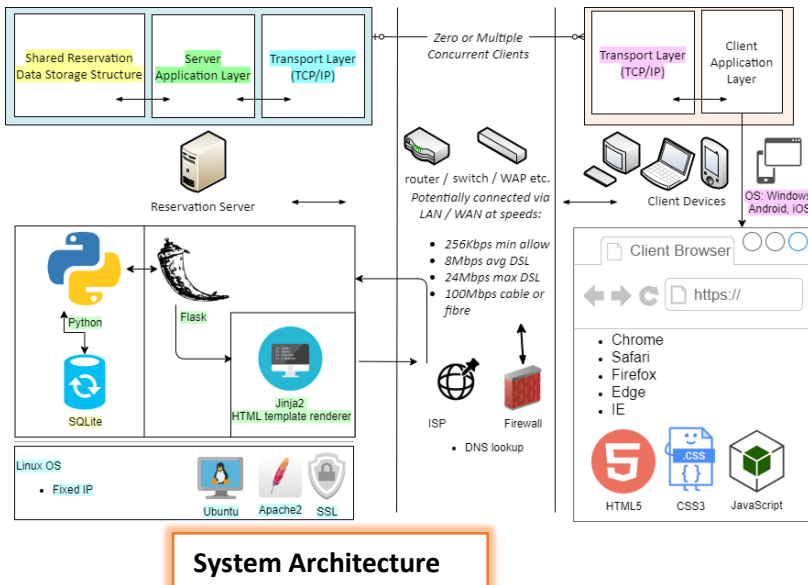 Shared Reservation
Data Storage Structure
Server
Application Layer
Transport Layer
(TCP/IP)
Zero or Multiple
Concurrent Clients
Transport Layer
(TCP/IP)
Client
Application
Layer
Reservation Server
router / switch / WAP etc.
Potentially connected via
LAN / WAN at speeds:
• 256Kbps min allow
• 8Mbps avg DSL
• 24Mbps max DSL
• 100Mbps cable or
fibre
Client Devices
OS: Windows
Android, iOS
Python
Flask
SQLite
Jinja2
HTML template renderer
ISP
Firewall
• DNS lookup
Client Browser
https://
• Chrome
• Safari
• Firefox
• Edge
• IE
5
.CSS
HTML5
CSS3
JavaScript
Linux OS
• Fixed IP
Ubuntu
Apache2
SSL
System Architecture